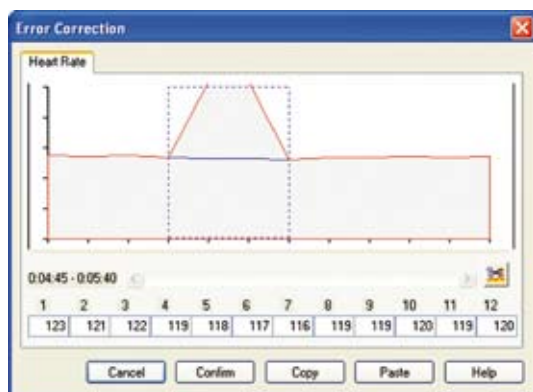 Error Correction
Heart Rate
0:04:45 - 0:05:40
1 2 3 4 5 6 7 8 9 10 11 12
123 121 122 119 118 117 116 119 119 120 119 120
Cancel Confirm Copy Paste Help